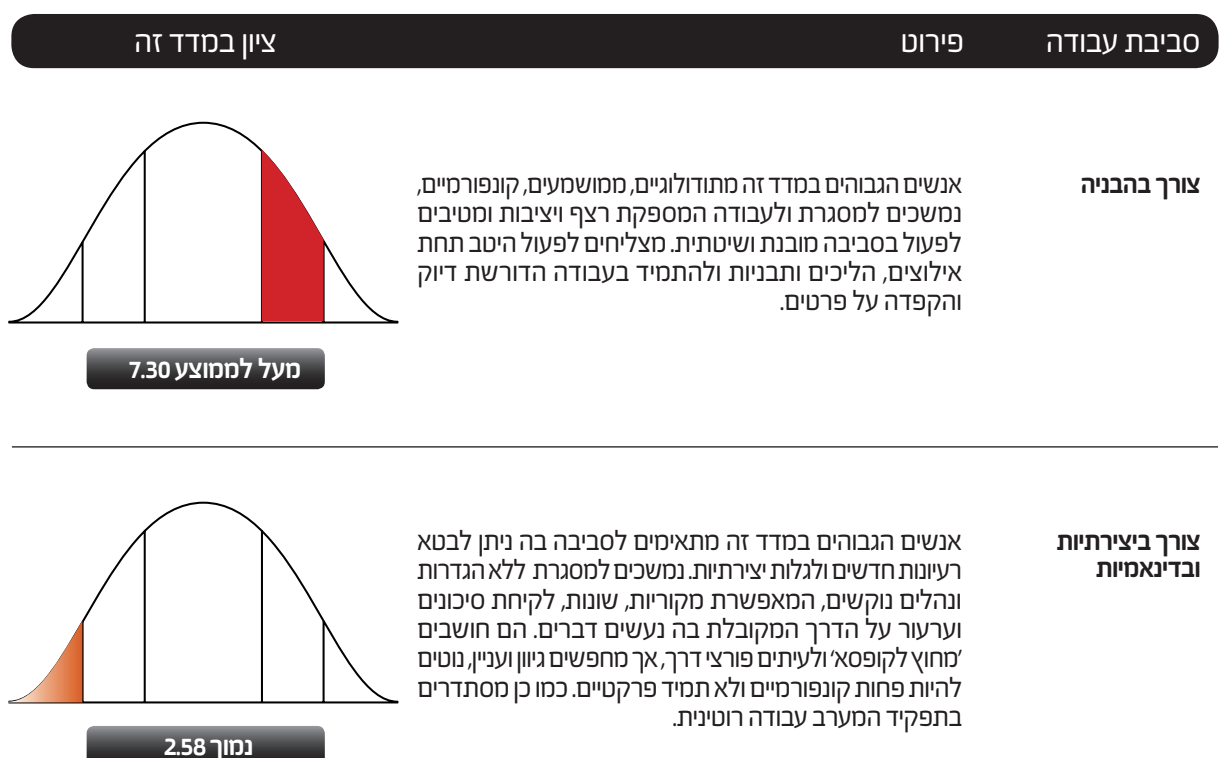 סביבת עבודה פירוט ציון במדד זה
צורך בהבניה
אנשים הגבוהים במדד זה מתודולוגיים, ממושמעים, קונפורמיים,
נמשכים למסגרת ולעבודה המספקת רצף ויציבות ומטיבים
לפעול בסביבה מובנת ושיטתית. מצליחים לפעול היטב תחת
אילוצים, הליכים ותבניות ולהתמיד בעבודה הדורשת דיוק
והקפדה על פרטים.
מעל לממוצע 7.30
צורך ביצירתיות
ובדינאמיות
אנשים הגבוהים במדד זה מתאימים לסביבה בה ניתן לבטא
רעיונות חדשים ולגלות יצירתיות. נמשכים למסגרת ללא הגדרות
ונהלים נוקשים, המאפשרת מקוריות, שונות, לקיחת סיכונים
וערעור על הדרך המקובלת בה נעשים דברים. הם חושבים
'מחוץ לקופסא' ולעיתים פורצי דרך, אך מחפשים גיוון ועניין, נוטים
להיות פחות קונפורמיים ולא תמיד פרקטיים. כמו כן מסתדרים
בתפקיד המערב עבודה רוטינית.
נמוך 2.58